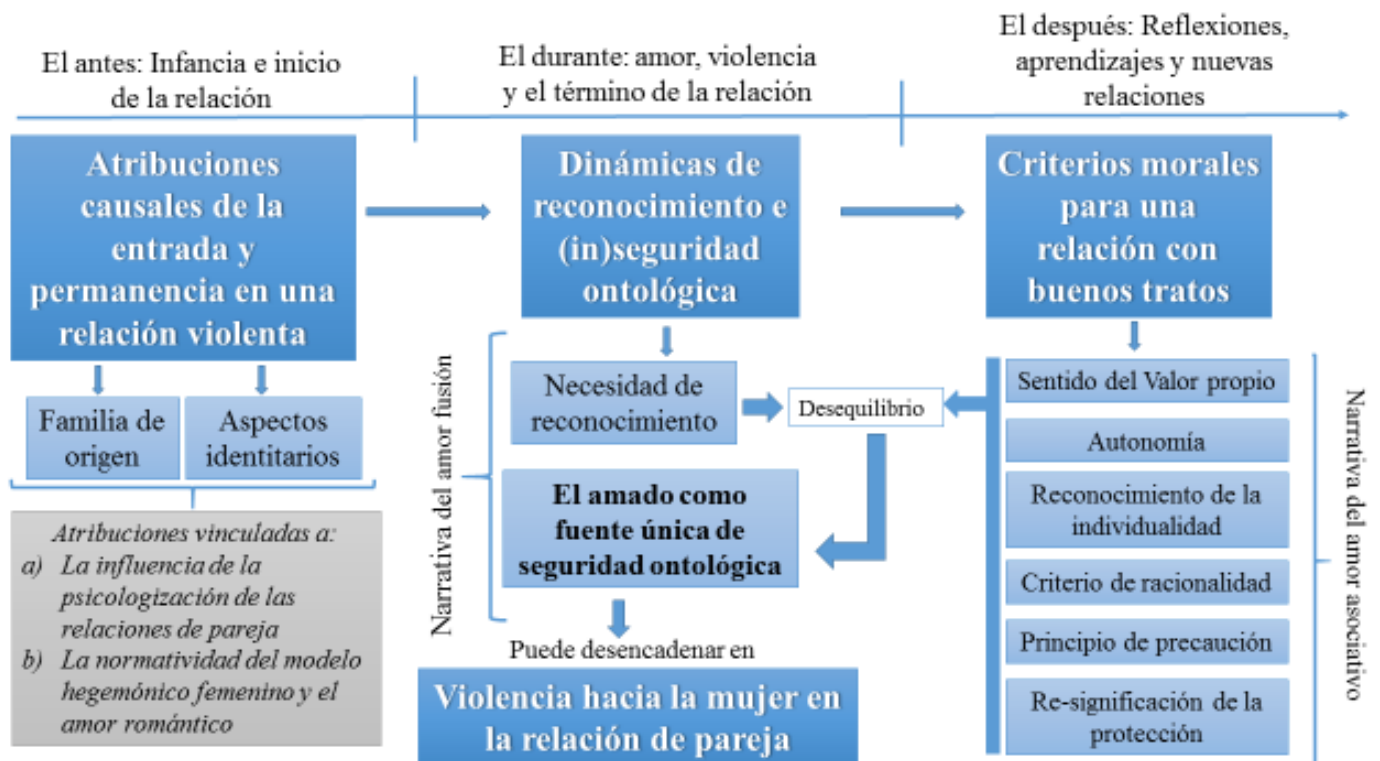 El antes: Infancia e inicio
de la relación
El durante: amor, violencia
y el término de la relación
El después: Reflexiones,
aprendizajes y nuevas
relaciones
Atribuciones
causales de la
entrada y
permanencia en una
relación violenta
Dinámicas de
reconocimiento e
(in)seguridad
ontológica
Criterios morales
para una
relación con
buenos tratos
Familia de
origen
Aspectos
identitarios
Atribuciones vinculadas a:
a) La influencia de la
psicologización de las
relaciones de pareja
b) La normatividad del modelo
hegemónico femenino y el
amor romántico
Narrativa del amor fusión
Necesidad de
reconocimiento
Desequilibrio
El amado como
fuente única de
seguridad ontológica
Puede desencadenar en
Violencia hacia la mujer en
la relación de pareja
Sentido del Valor propio
Autonomía
Reconocimiento de la
individualidad
Criterio de racionalidad
Principio de precaución
Re-significación de la
protección
Narrativa del amor asociativo